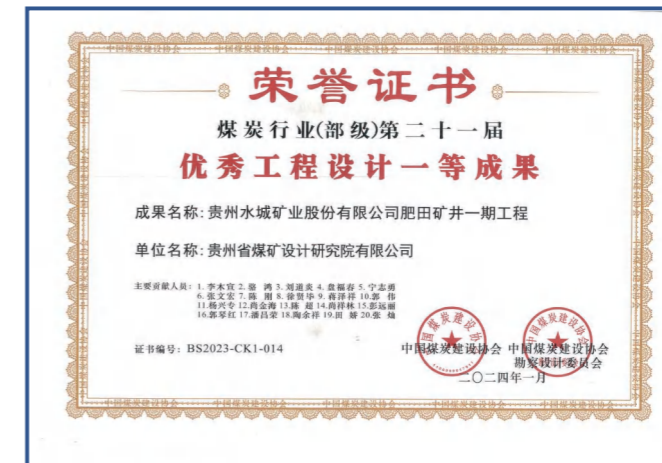 荣誉证书
煤炭行业(部级)第二十一届
优秀工程设计一等成果
成果名称:贵州水城矿业股份有限公司肥田矿井一期工程
单位名称:贵州省煤矿设计研究院有限公司
主要贡献人员: 1.李木宣 2.骆 鸿 3.刘道炎 4.盘福春 5.宁志勇
6.张文宏 7.陈 刚 8.徐贤华 9.蒋泽祥 10.郭 伟
11.杨兴专 12.尚金海 13.陈 超 14.尚祥林 15.彭远丽
16.郭琴红 17.潘昌荣 18.陶余祥 19.田 娇 20.张 灿
证书编号: BS2023-CK1-014
中国煤炭建设协会 中国煤炭建设协会
勘察设计委员会
二〇二四年一月